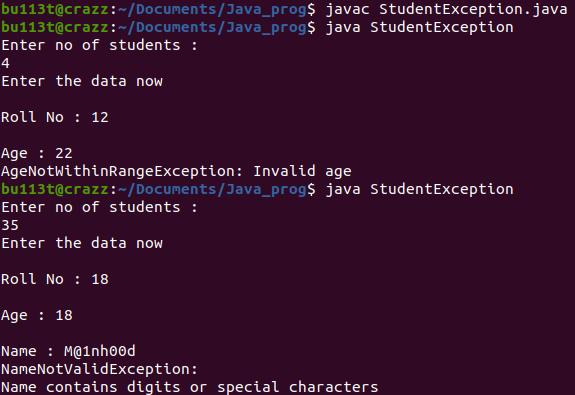 bu113t@crazz:~/Documents/Java_prog$ javac StudentException.java
bu113t@crazz:~/Documents/Java_prog$ java StudentException
Enter no of students :
4
Enter the data now
Roll No : 12
Age : 22
AgeNotWithinRangeException: Invalid age
bu113t@crazz:~/Documents/Java_prog$ java StudentException
Enter no of students :
35
Enter the data now
Roll No : 18
Age : 18
Name : M@1nh00d
NameNotValidException:
Name contains digits or special characters